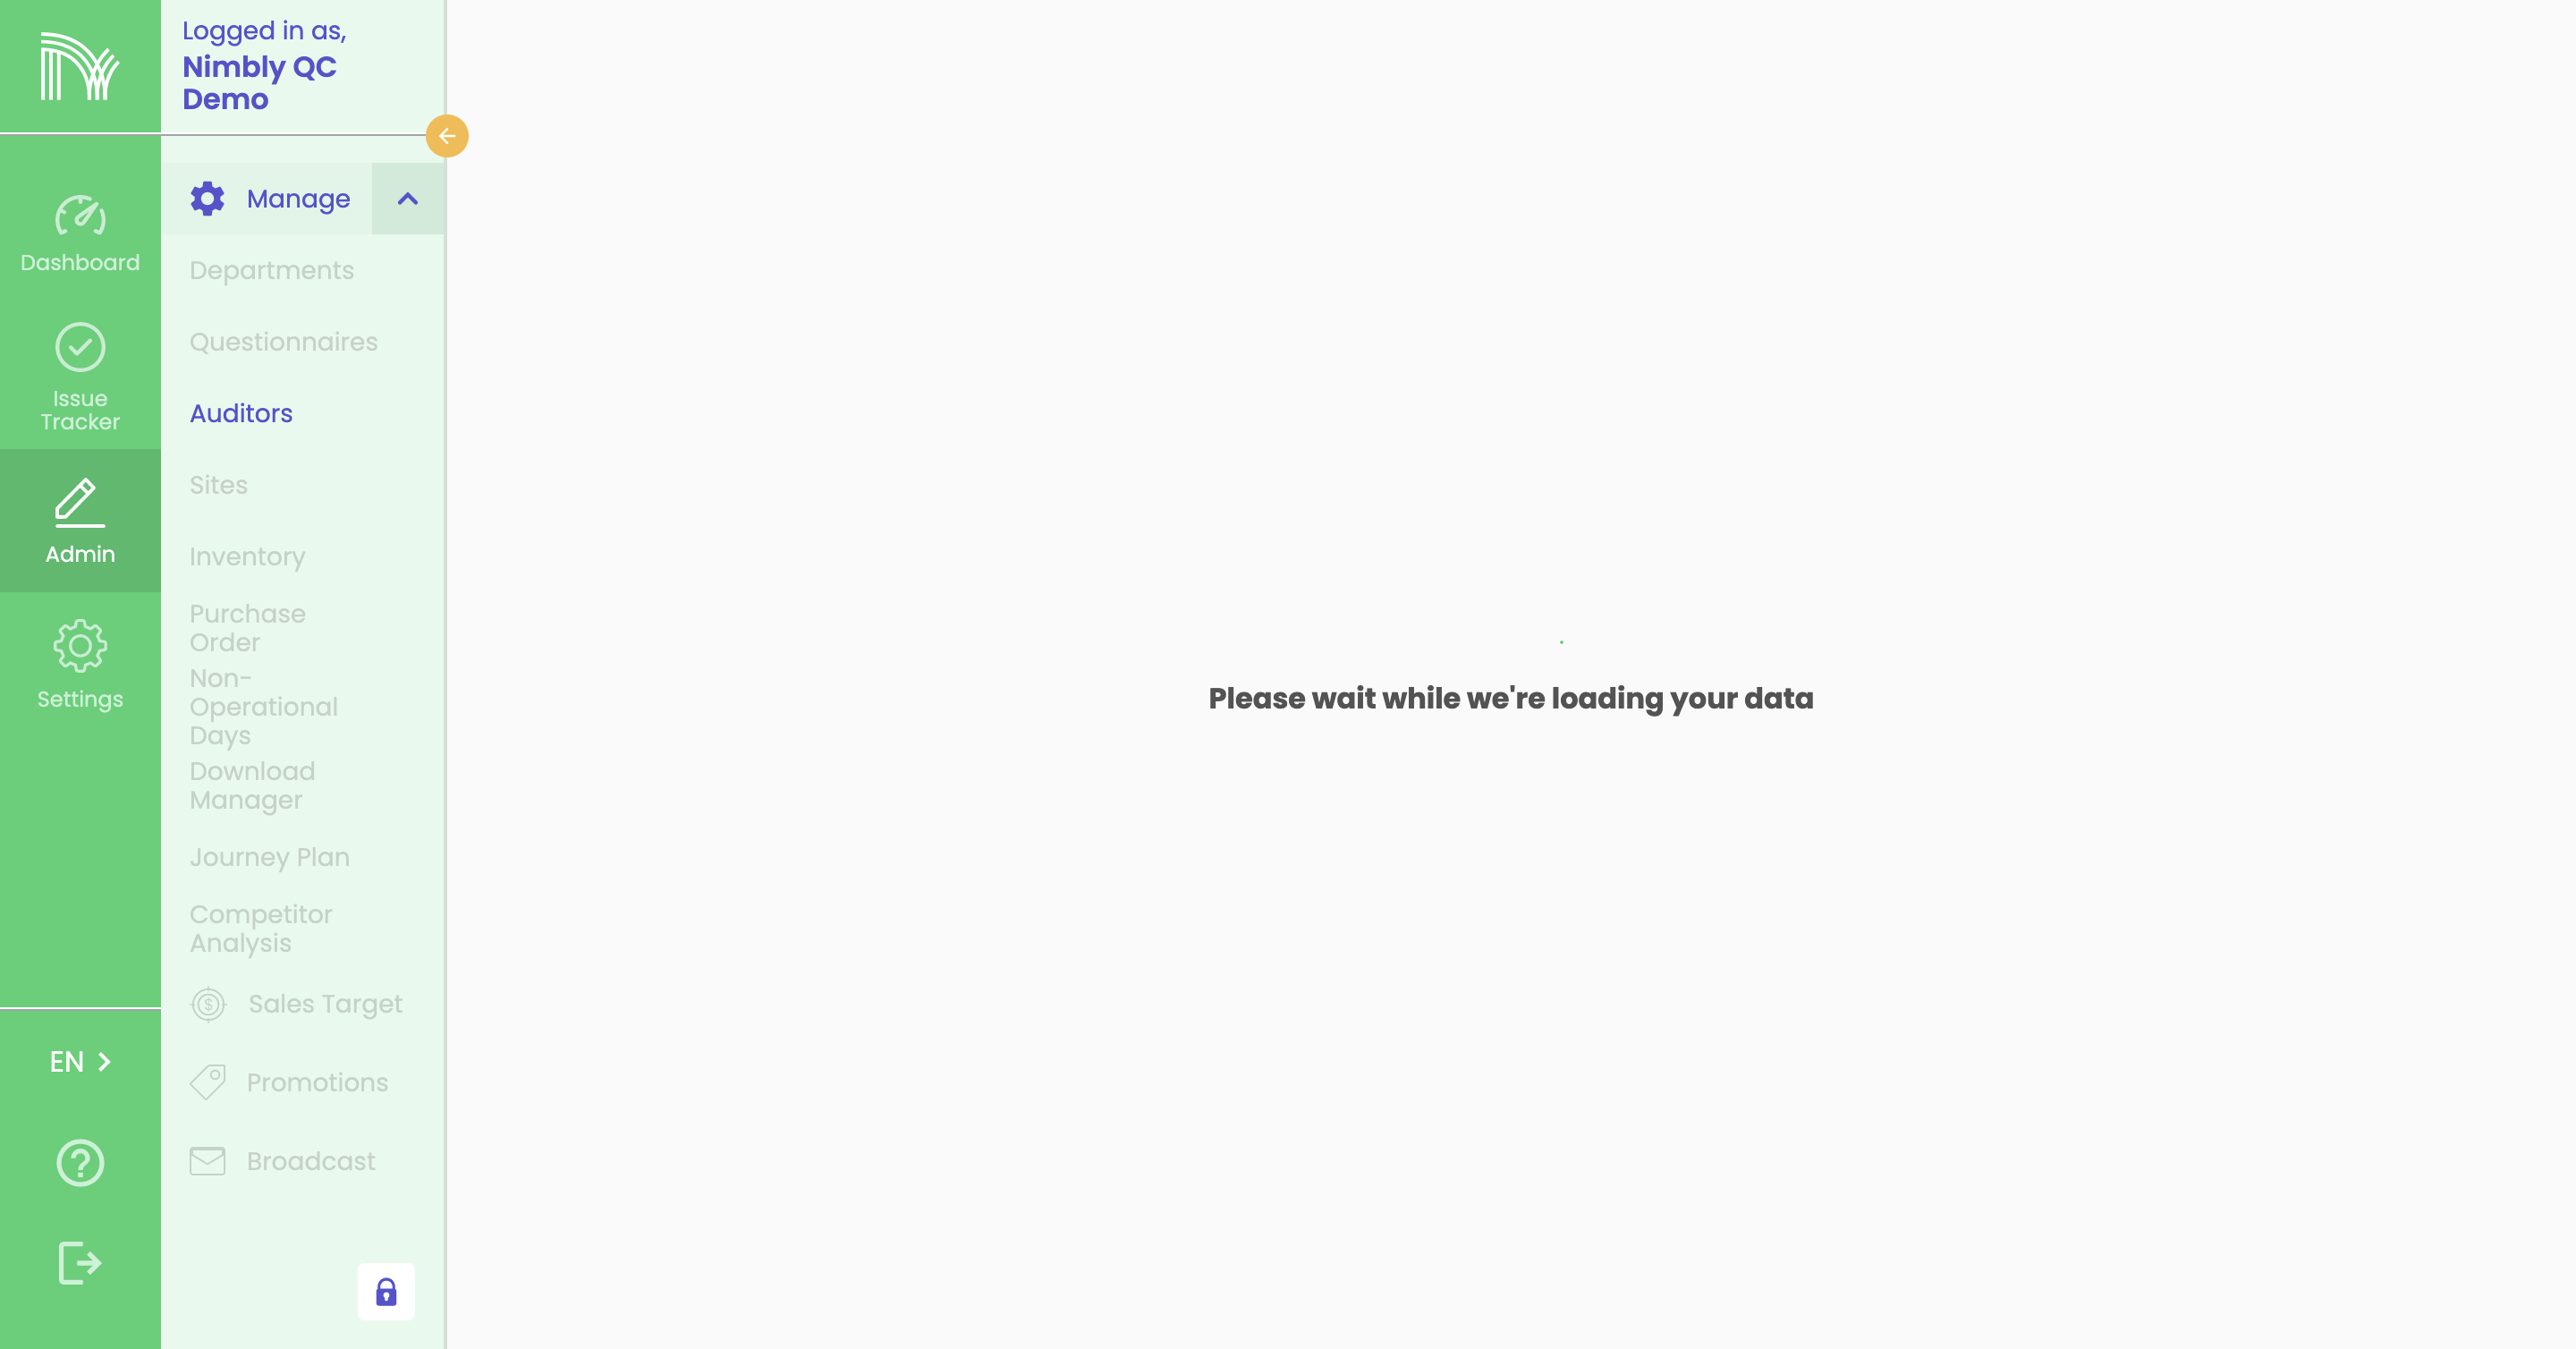 Logged in as,
Nimbly QC
Demo
Dashboard
Issue
Tracker
Admin
Settings
EN
Manage
Departments
Questionnaires
Auditors
Sites
Inventory
Purchase
Order
Non-
Operational
Days
Download
Manager
Journey Plan
Competitor
Analysis
Sales Target
Promotions
Broadcast
Please wait while we're loading your data